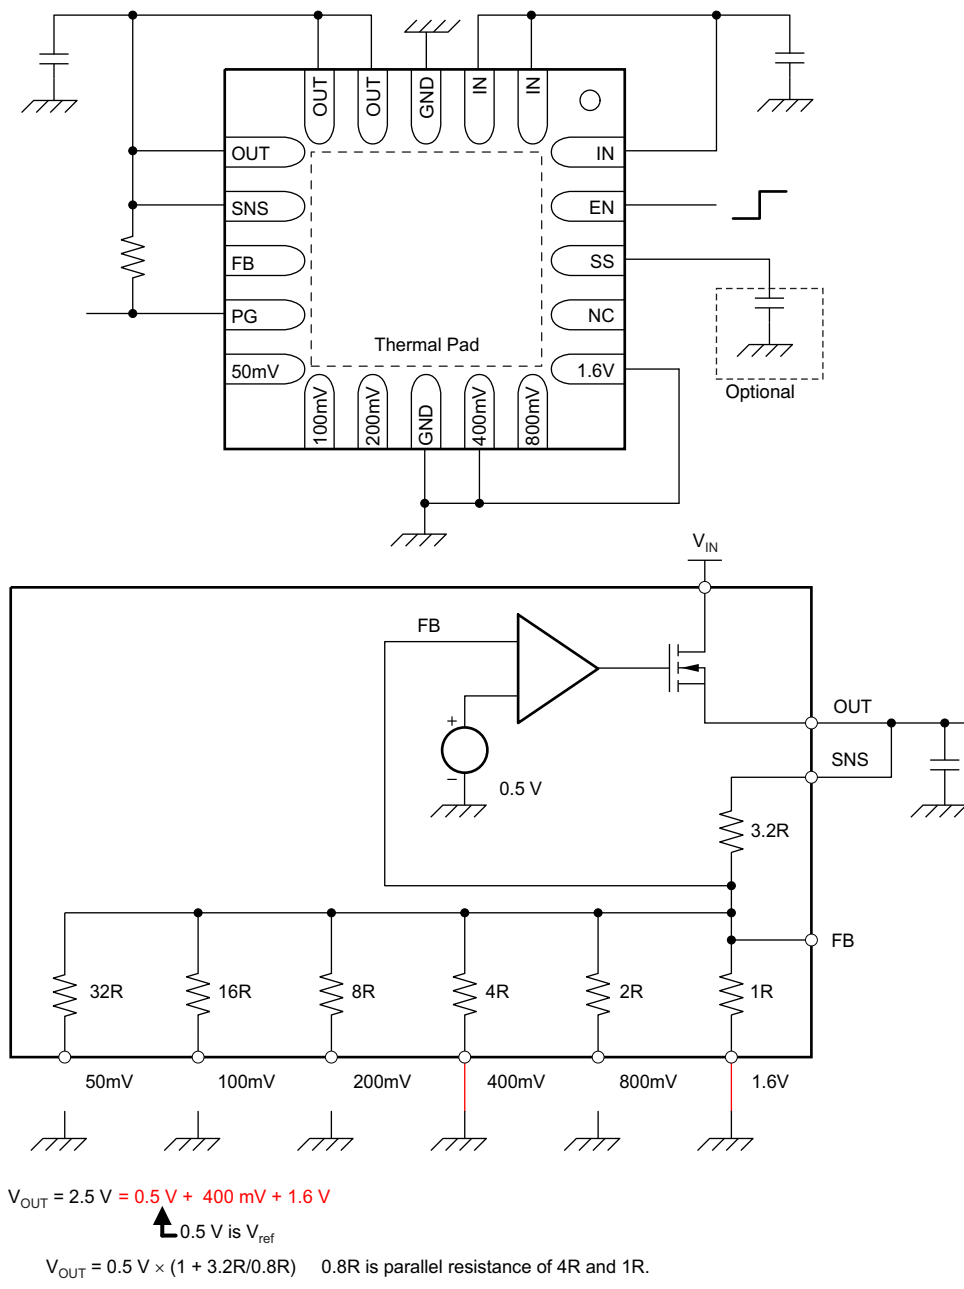 OUT
OUT
GND
IN
IN
OUT
IN
SNS
EN
FB
SS
PG
NC
Thermal Pad
50mV
1.6V
100mV
200mV
GND
400mV
800mV
Optional
VIN
FB
OUT
SNS
0.5 V
3.2R
FB
32R
16R
8R
4R
2R
1R
50mV
100mV
200mV
400mV
800mV
1.6V
VOUT = 2.5 V = 0.5 V + 400 mV + 1.6 V
0.5 V is Vref
VOUT = 0.5 V × (1 + 3.2R/0.8R) 0.8R is parallel resistance of 4R and 1R.